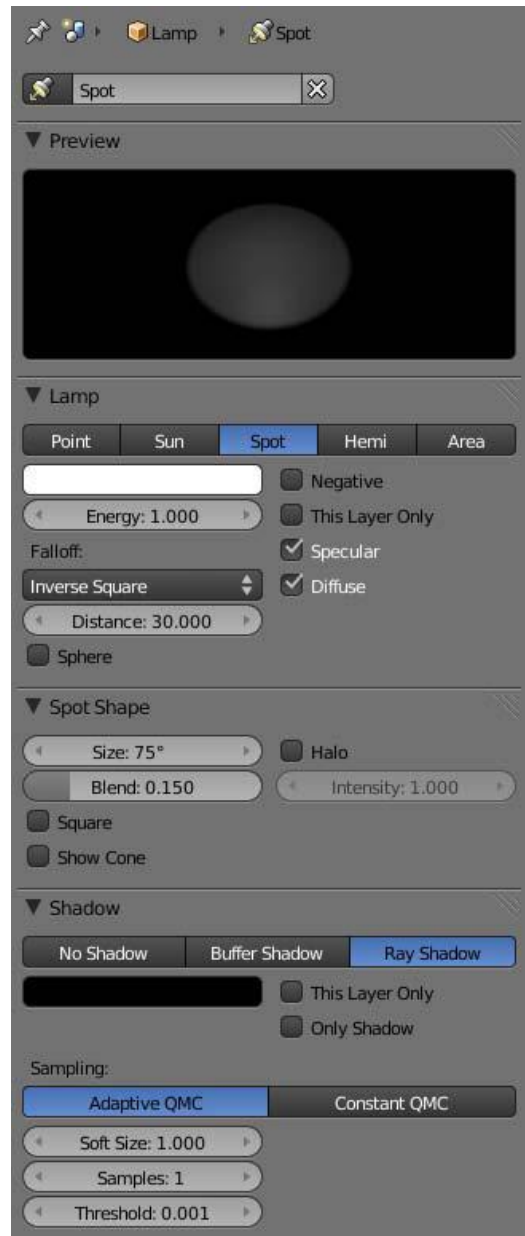 Lamp Spot
Spot
Preview
Lamp
Point Sun Spot Hemi Area
Negative
Energy: 1.000 This Layer Only
Falloff: Specular
Inverse Square Diffuse
Distance: 30.000
Sphere
Spot Shape
Size: 75° Halo
Blend: 0.150 Intensity: 1.000
Square
Show Cone
Shadow
No Shadow Buffer Shadow Ray Shadow
This Layer Only
Only Shadow
Sampling:
Adaptive QMC Constant QMC
Soft Size: 1.000
Samples: 1
Threshold: 0.001